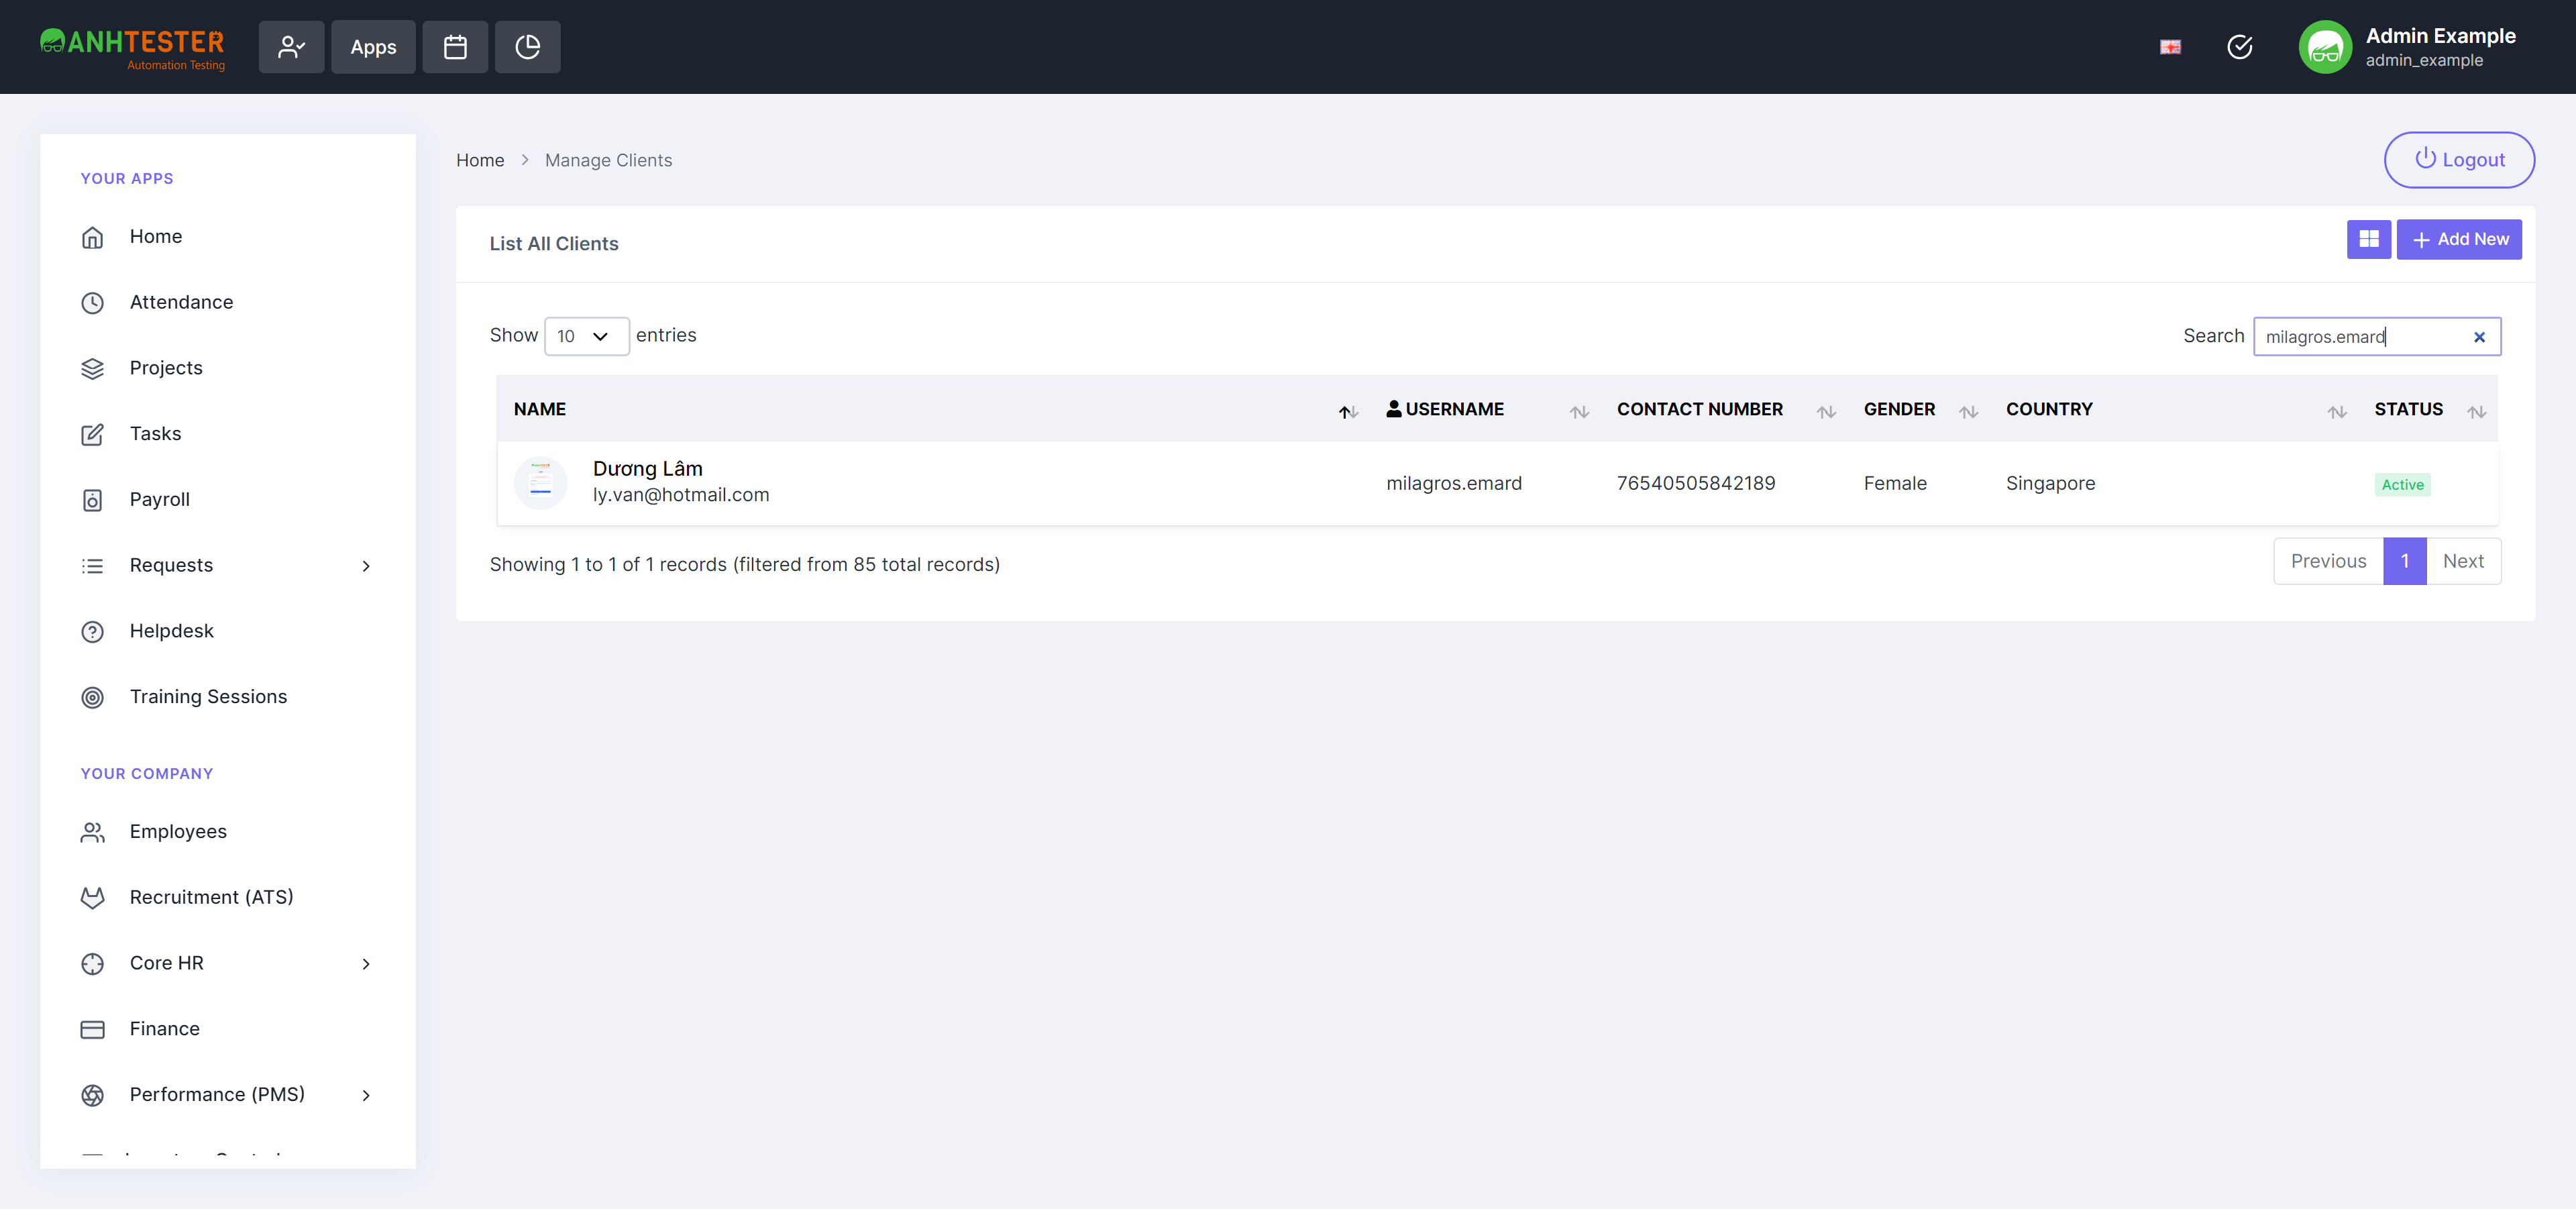 ANHTESTER
Automation Testing
Apps
Admin Example
admin_example
YOUR APPS
Home
Attendance
Projects
Tasks
Payroll
Requests
Helpdesk
Training Sessions
YOUR COMPANY
Employees
Recruitment (ATS)
Core HR
Finance
Performance (PMS)
Home > Manage Clients
Logout
List All Clients
Add New
Show 10 entries
Search milagros.emard
NAME USERNAME CONTACT NUMBER GENDER COUNTRY STATUS
Dương Lâm
ly.van@hotmail.com
milagros.emard 76540505842189 Female Singapore Active
Showing 1 to 1 of 1 records (filtered from 85 total records)
Previous 1 Next